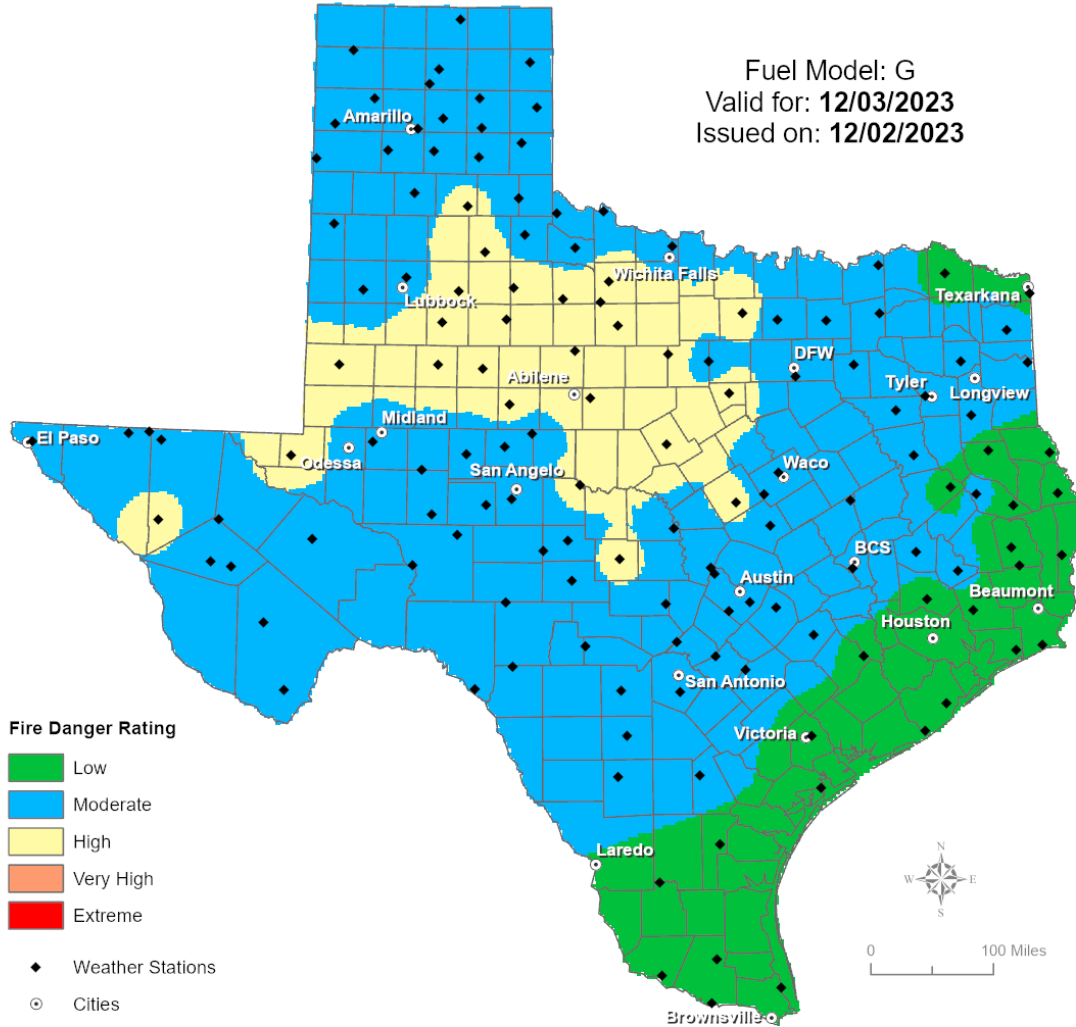 Fuel Model: G
Valid for: 12/03/2023
Issued on: 12/02/2023
Amarillo
Wichita Falls
Lubbock
Texarkana
DFW
Abilene
Tyler
Longview
Midland
El Paso
Odessa
San Angelo
Waco
BCS
Austin
Beaumont
Houston
San Antonio
Victoria
Laredo
Brownsville
Fire Danger Rating
Low
Moderate
High
Very High
Extreme
Weather Stations
Cities
N
W E
S
0 100 Miles